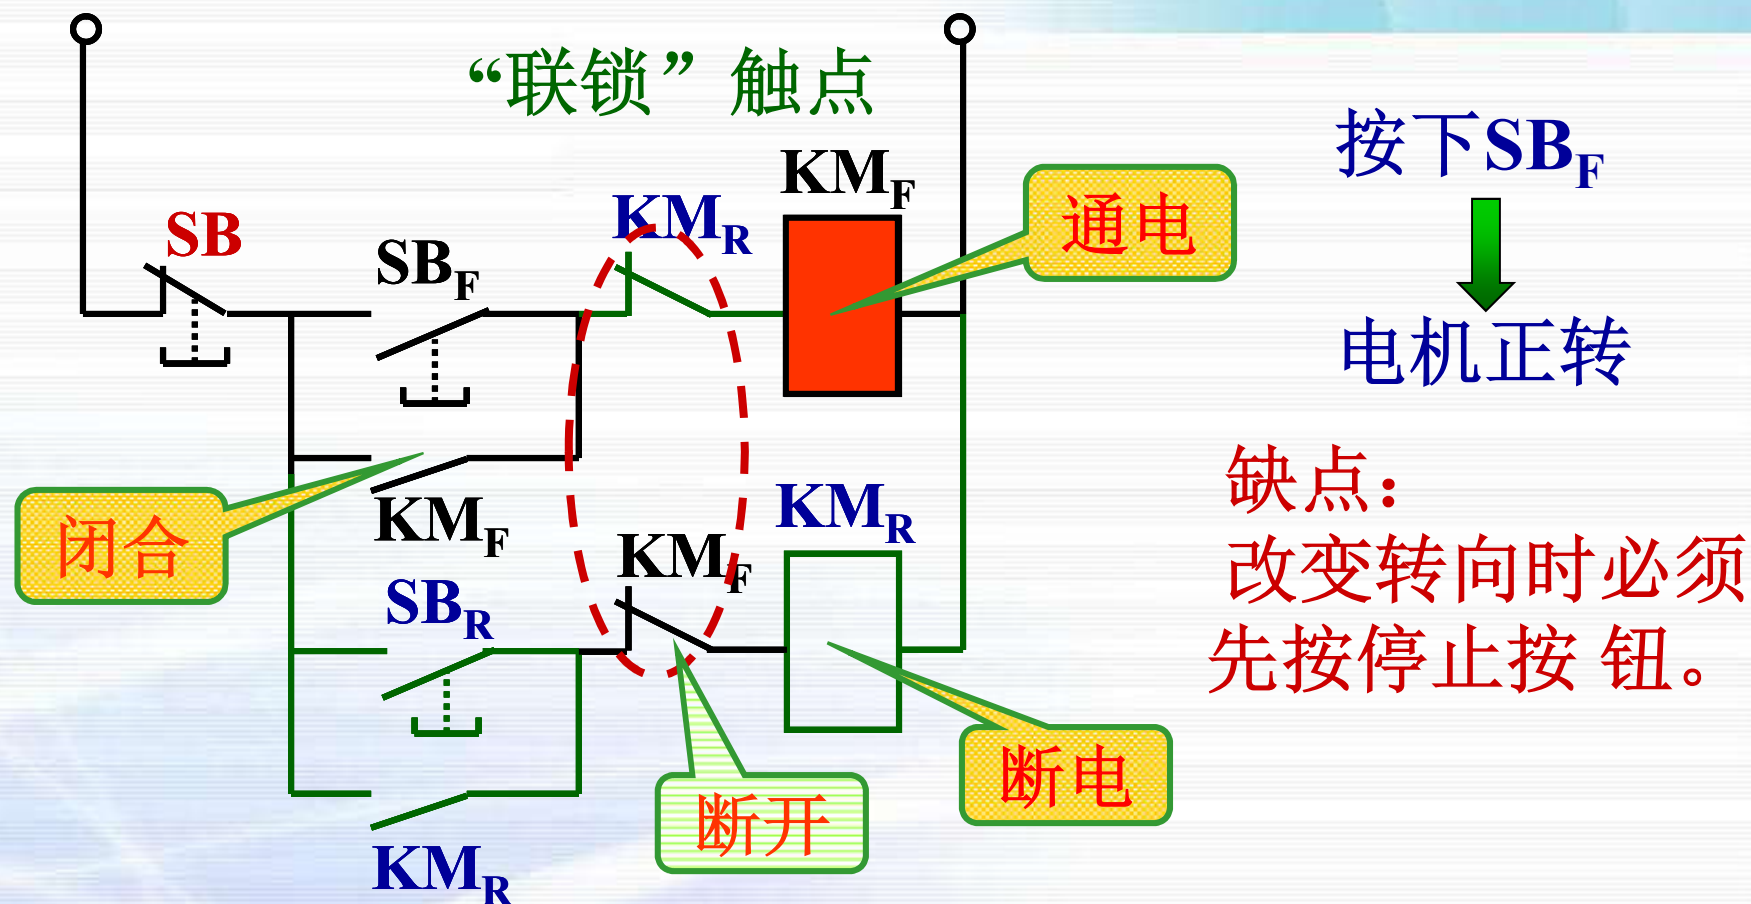 “联锁”触点
KMF
KMR
通电
按下SBF
SB
SBF
电机正转
缺点：
闭合
KMF
KMR
KMF
改变转向时必须
SBR
先按停止按 钮。
断电
断开
KMR